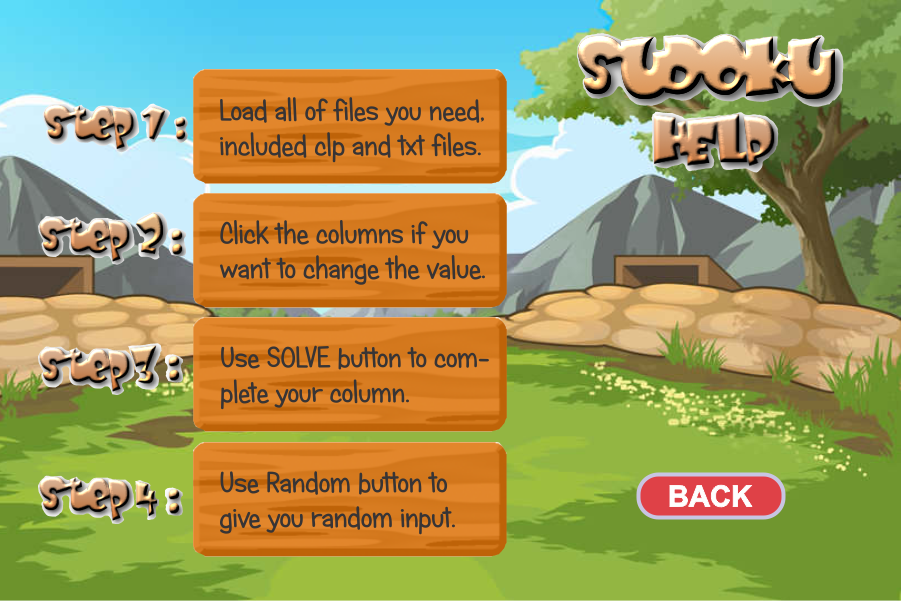 SUDOKU
HELP
Step 1 :
Load all of files you need.
included clp and txt files.
Step 2 :
Click the columns if you
want to change the value.
Step 3 :
Use SOLVE button to com-
plete your column.
Step 4 :
Use Random button to
give you random input.
BACK